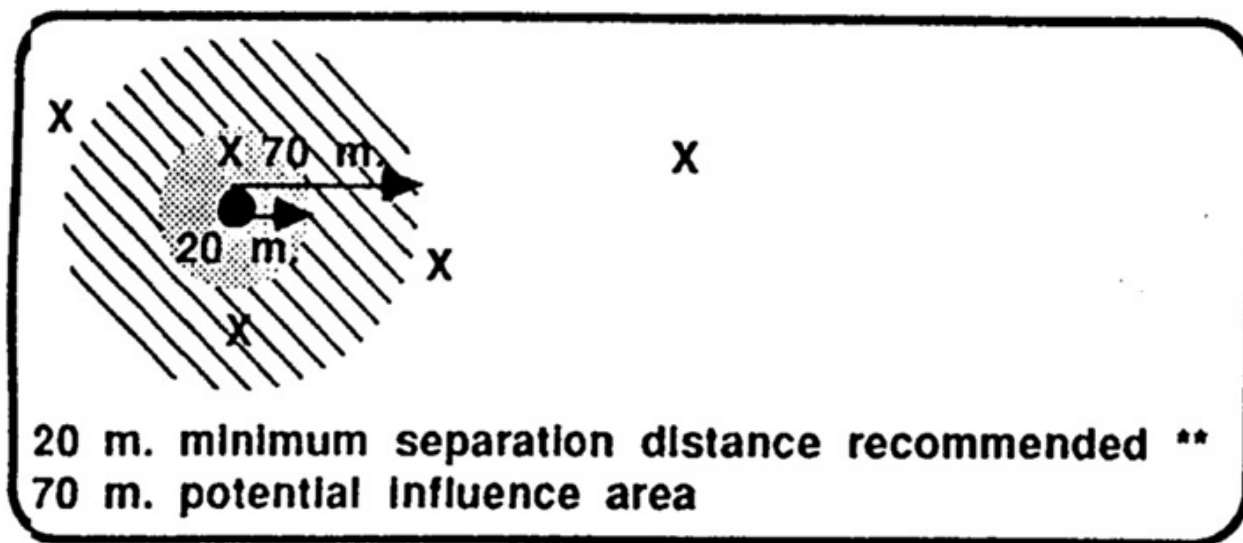 X
X
X 70 m.
20 m.
X
X
20 m. minimum separation distance recommended **
70 m. potential influence area